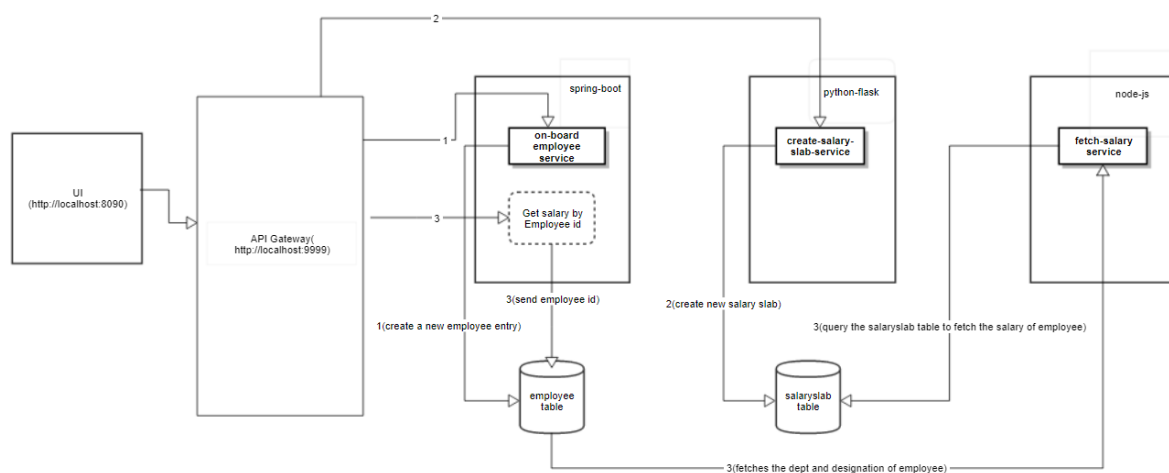 2
spring-boot
python-flask
node-js
1
on-board
employee
service
create-salary-
slab-service
fetch-salary
service
UI
(http://localhost:8090)
3
Get salary by
Employee id
API Gateway(
http://localhost:9999)
3(send employee id)
2(create new salary slab)
1(create a new employee entry)
3(query the salaryslab table to fetch the salary of employee)
employee
table
salaryslab
table
3(fetches the dept and designation of employee)